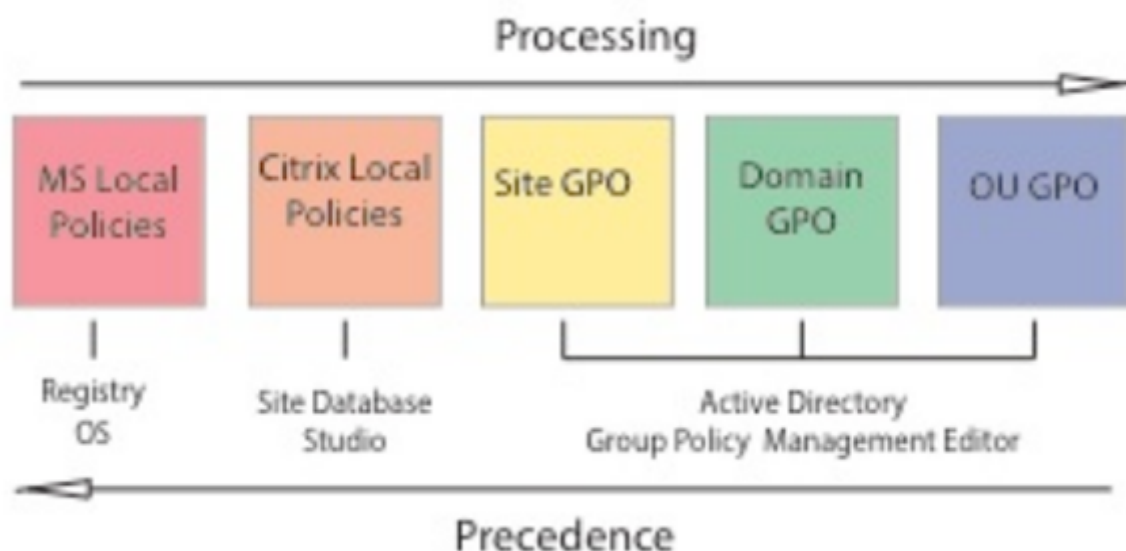 Processing
MS Local
Policies
Citrix Local
Policies
Site GPO
Domain
GPO
OU GPO
Registry
OS
Site Database
Studio
Active Directory
Group Policy Management Editor
Precedence